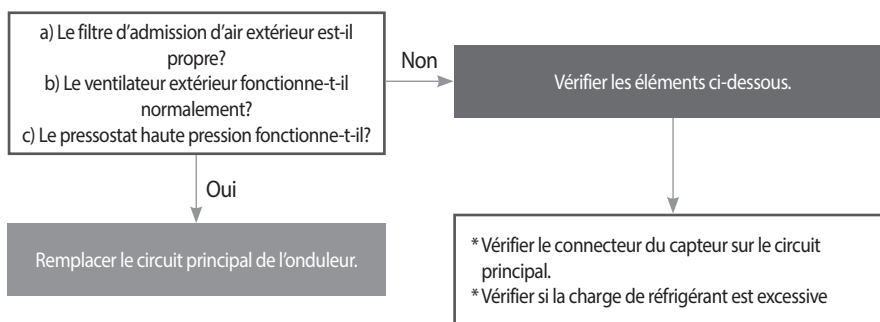 a) Le filtre d'admission d'air extérieur est-il
propre?
b) Le ventilateur extérieur fonctionne-t-il
normalement?
c) Le pressostat haute pression fonctionne-t-il?
Non
Vérifier les éléments ci-dessous.
Oui
Remplacer le circuit principal de l'onduleur.
* Vérifier le connecteur du capteur sur le circuit
principal.
* Vérifier si la charge de réfrigérant est excessive